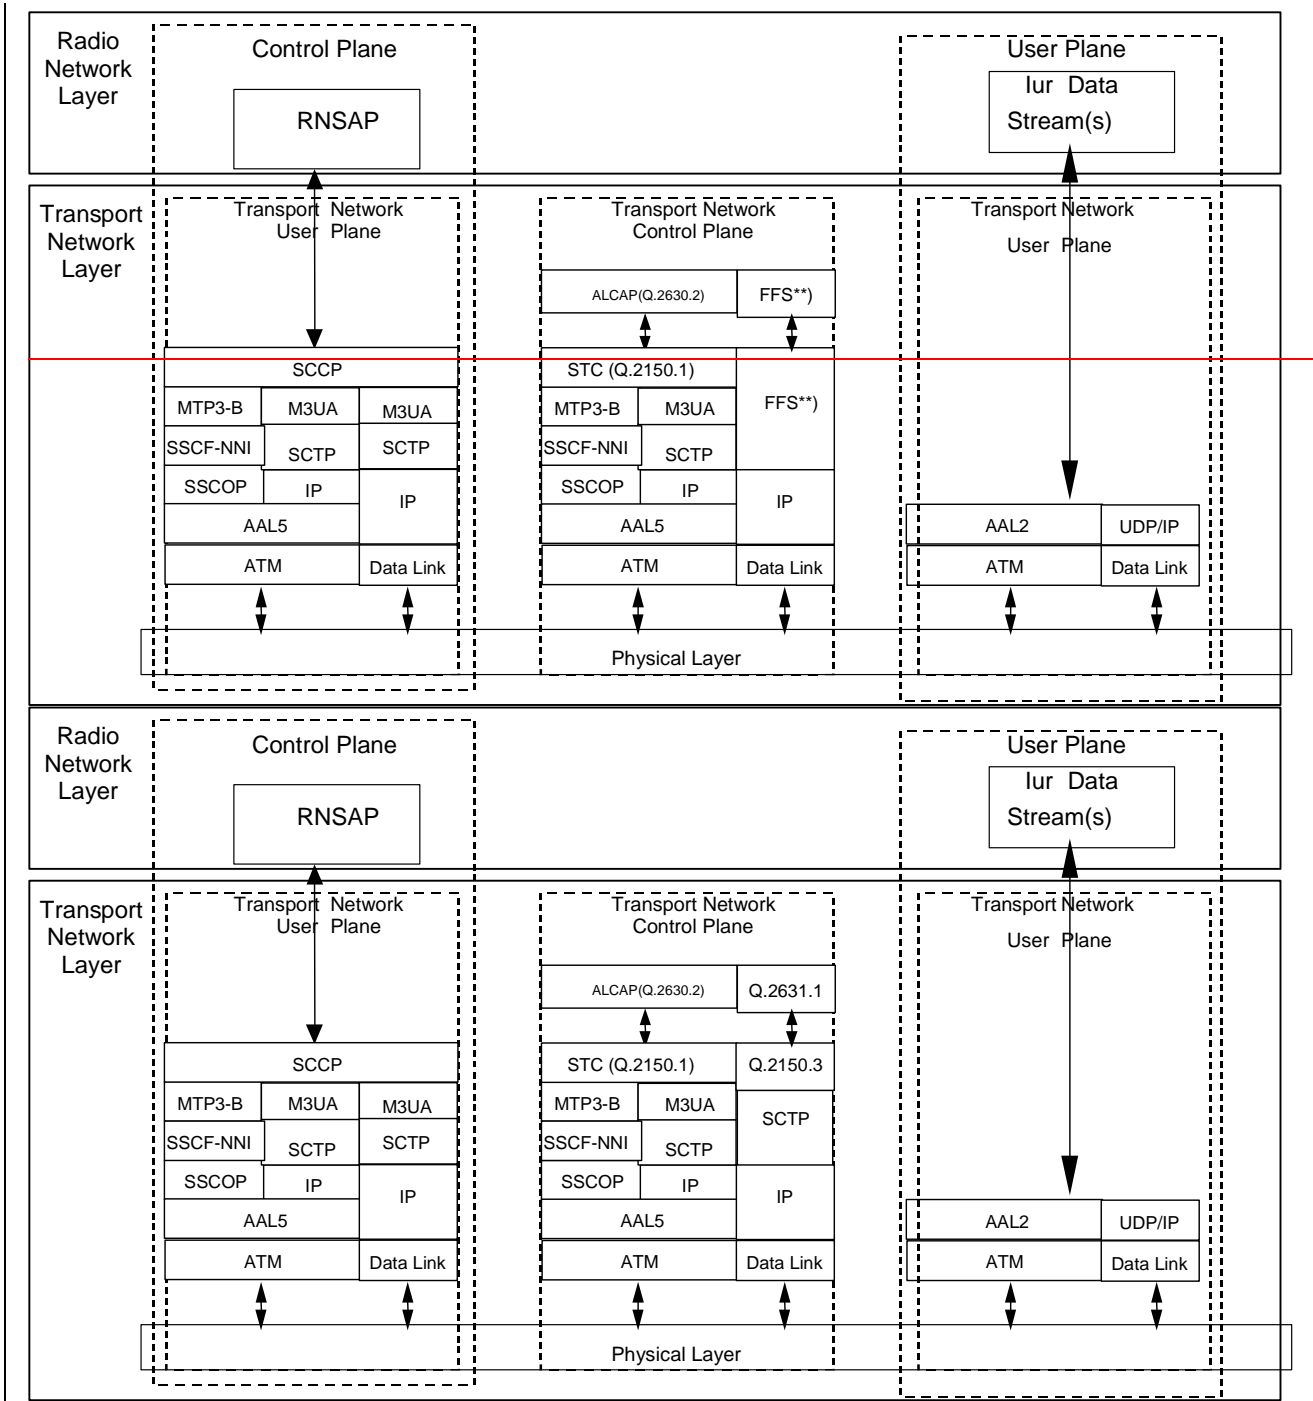 Radio
Network
Layer
Control Plane
RNSAP
User Plane
Iur Data
Stream(s)
Transport
Network
Layer
Transport Network
User Plane
Transport Network
Control Plane
Transport Network
User Plane
ALCAP(Q.2630.2)
FFS**)
SCCP
STC (Q.2150.1)
FFS**)
MTP3-B
M3UA
M3UA
MTP3-B
M3UA
SSCF-NNI
SCTP
SCTP
SSCF-NNI
SCTP
SSCOP
IP
IP
SSCOP
IP
IP
AAL5
AAL5
AAL2
UDP/IP
ATM
Data Link
ATM
Data Link
ATM
Data Link
Physical Layer
Radio
Network
Layer
Control Plane
RNSAP
User Plane
Iur Data
Stream(s)
Transport
Network
Layer
Transport Network
User Plane
Transport Network
Control Plane
Transport Network
User Plane
ALCAP(Q.2630.2)
Q.2631.1
SCCP
STC (Q.2150.1)
Q.2150.3
MTP3-B
M3UA
M3UA
MTP3-B
M3UA
SCTP
SSCF-NNI
SCTP
SCTP
SSCF-NNI
SCTP
SSCOP
IP
IP
SSCOP
IP
IP
AAL5
AAL5
AAL2
UDP/IP
ATM
Data Link
ATM
Data Link
ATM
Data Link
Physical Layer